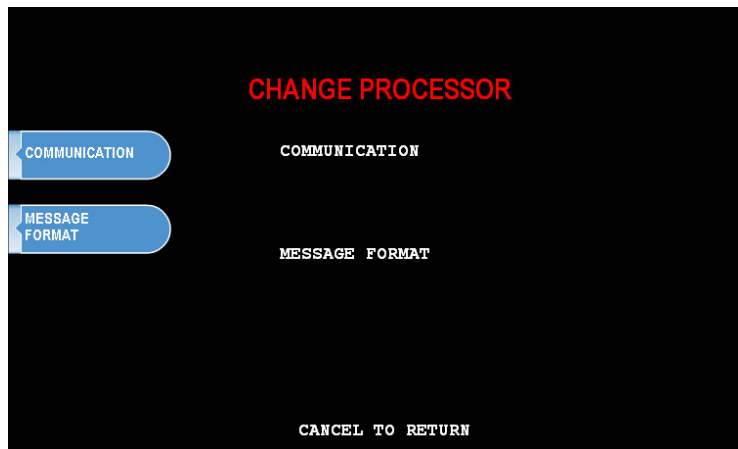 CHANGE PROCESSOR
COMMUNICATION
COMMUNICATION
MESSAGE
FORMAT
MESSAGE FORMAT
CANCEL TO RETURN